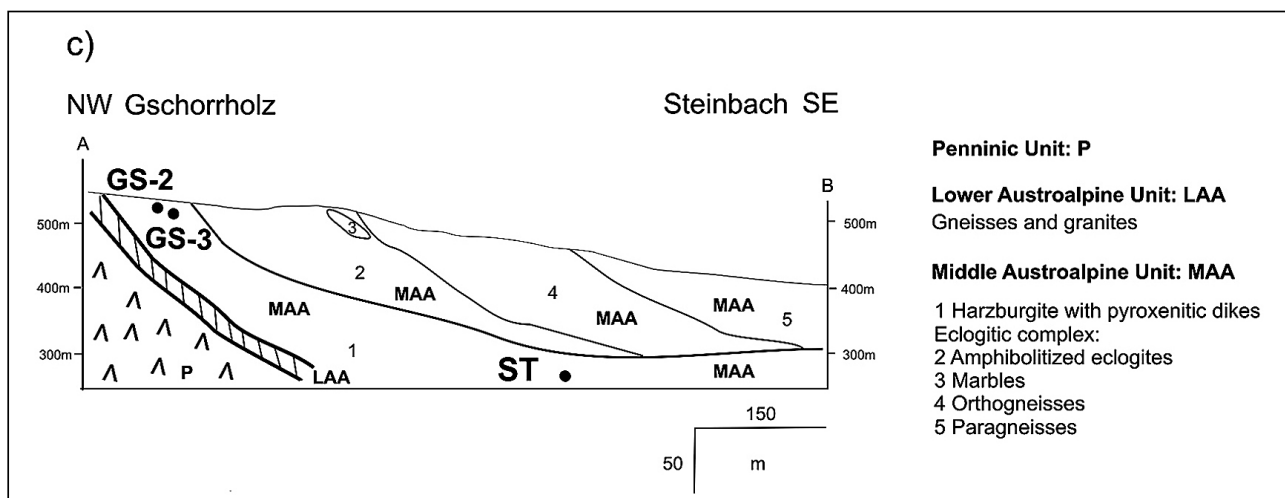 c)
NW Gschorrholz
Steinbach SE
A
B
GS-2
GS-3
500m
400m
300m
500m
400m
300m
3
2
MAA
MAA
4
MAA
MAA
5
1
P
LAA
ST
MAA
150
50
m
Penninic Unit: P
Lower Austroalpine Unit: LAA
Gneisses and granites
Middle Austroalpine Unit: MAA
1 Harzburgite with pyroxenitic dikes
Eclogitic complex:
2 Amphibolitized eclogites
3 Marbles
4 Orthogneisses
5 Paragneisses